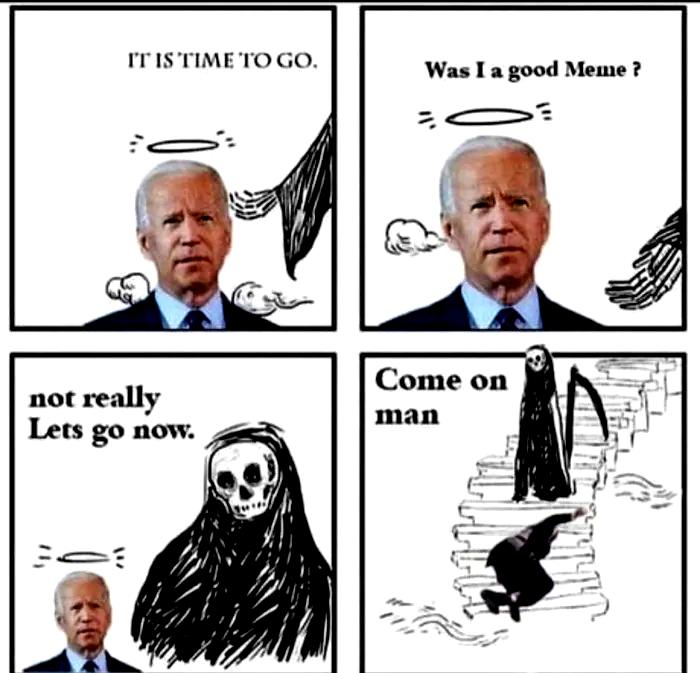 IT IS TIME TO GO.
Was I a good Meme ?
not really
Lets go now.
Come on
man